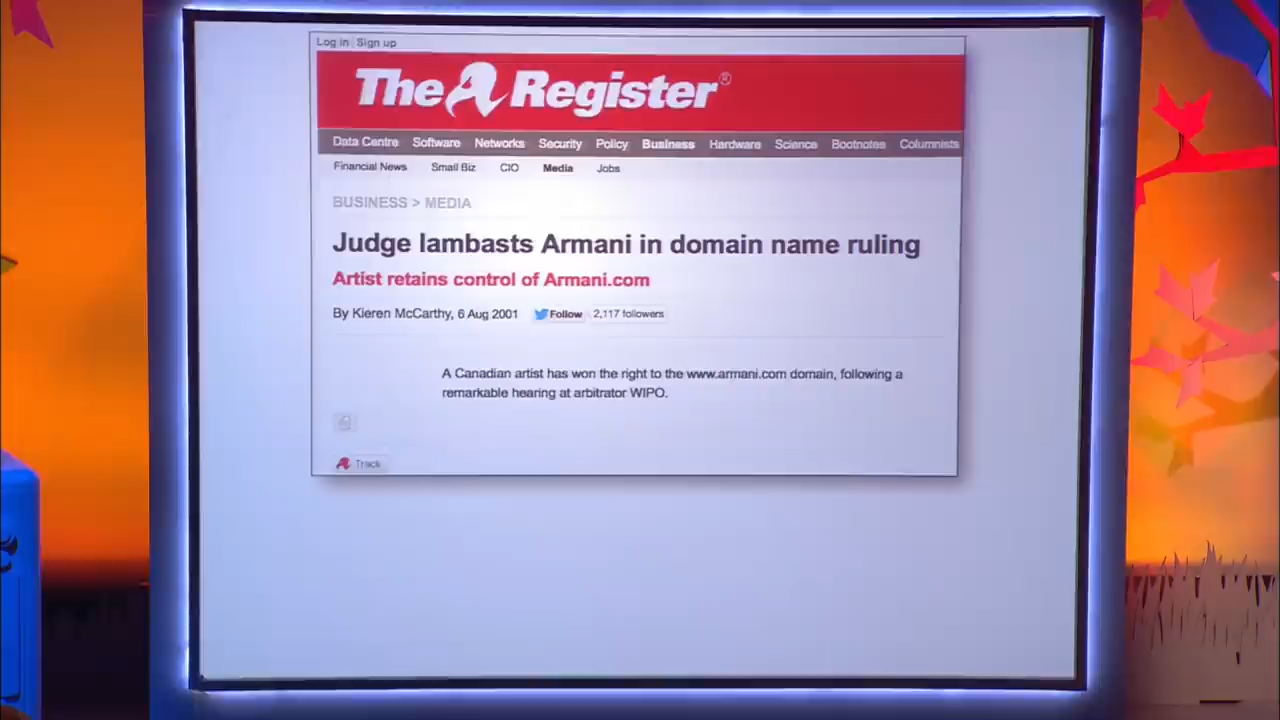 Log in Sign up
The Register®
Data Centre Software Networks Security Policy Business Hardware Science Bootnotes Columnists
Financial News Small Biz CIO Media Jobs
BUSINESS > MEDIA
Judge lambasts Armani in domain name ruling
Artist retains control of Armani.com
By Kieren McCarthy, 6 Aug 2001 Follow 2,117 followers
A Canadian artist has won the right to the www.armani.com domain, following a
remarkable hearing at arbitrator WIPO.
Track